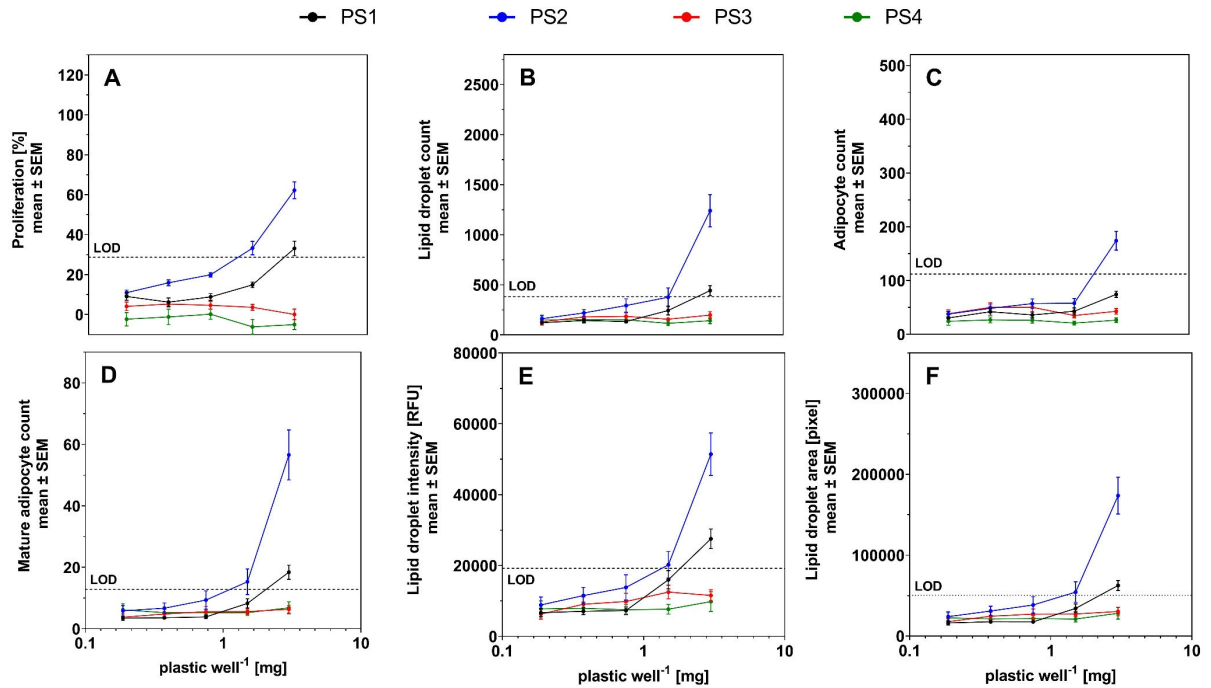 PS1 PS2 PS3 PS4
A
Proliferation [%]
mean ± SEM
120
100
80
60
40
20
0
LOD
B
Lipid droplet count
mean ± SEM
2500
2000
1500
1000
500
0
LOD
C
Adipocyte count
mean ± SEM
500
400
300
200
100
0
LOD
D
Mature adipocyte count
mean ± SEM
80
60
40
20
0
LOD
0.1 1 10
plastic well⁻¹ [mg]
E
Lipid droplet intensity [RFU]
mean ± SEM
80000
60000
40000
20000
0
LOD
0.1 1 10
plastic well⁻¹ [mg]
F
Lipid droplet area [pixel]
mean ± SEM
300000
200000
100000
0
LOD
0.1 1 10
plastic well⁻¹ [mg]